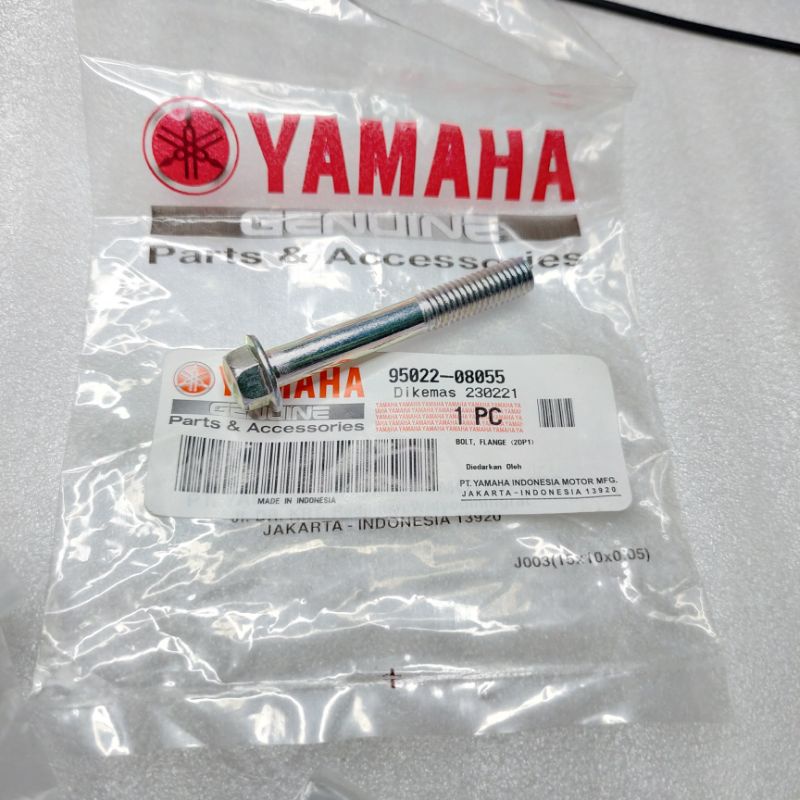 YAMAHA
GENUINE
Parts & Accessories
YAMAHA
GENUINE
Parts & Accessories
95022-08055
Dikemas 230221
1 PC
BOLT, FLANGE (20P1)
Diedarkan Oleh
PT. YAMAHA INDONESIA MOTOR MFG.
JAKARTA-INDONESIA 13920
MADE IN INDONESIA
JAKARTA - INDONESIA 13920
J003(15x10x0.05)